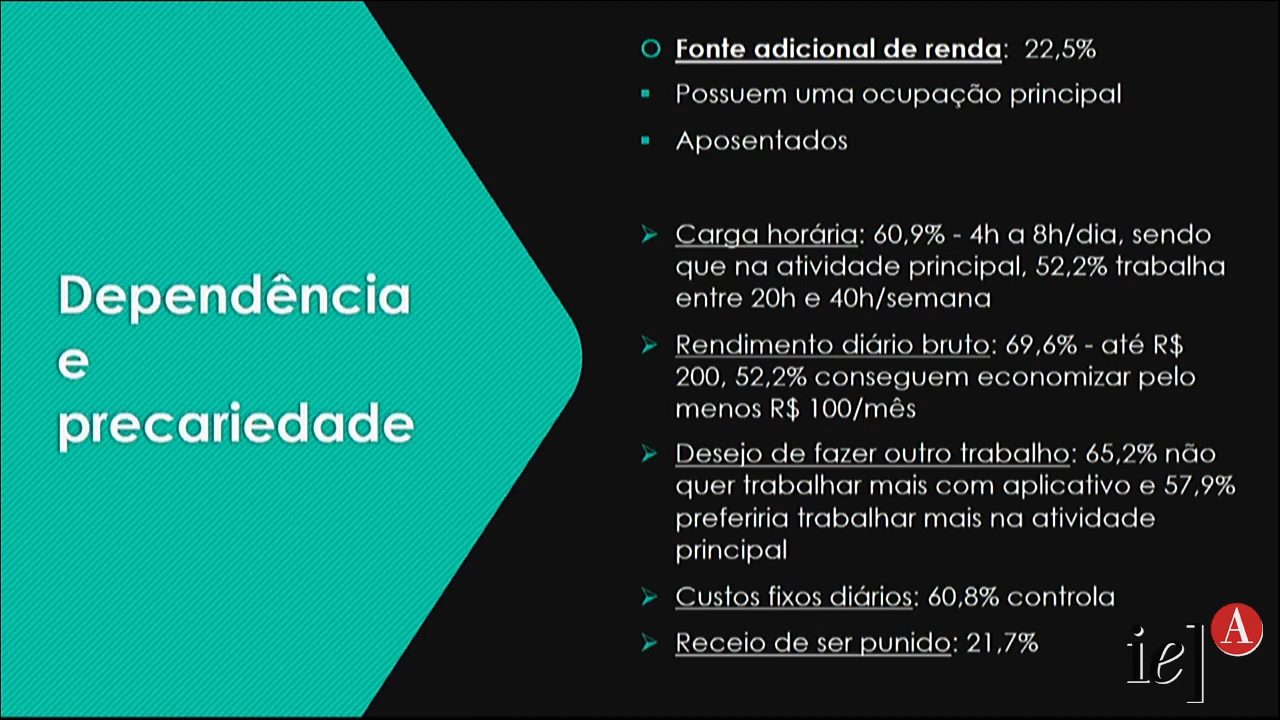 Dependência
e
precariedade
Fonte adicional de renda: 22,5%
Possuem uma ocupação principal
Aposentados
Carga horária: 60,9% - 4h a 8h/dia, sendo
que na atividade principal, 52,2% trabalha
entre 20h e 40h/semana
Rendimento diário bruto: 69,6% - até R$
200, 52,2% conseguem economizar pelo
menos R$ 100/mês
Desejo de fazer outro trabalho: 65,2% não
quer trabalhar mais com aplicativo e 57,9%
preferiria trabalhar mais na atividade
principal
Custos fixos diários: 60,8% controla
Receio de ser punido: 21,7%
ie] A